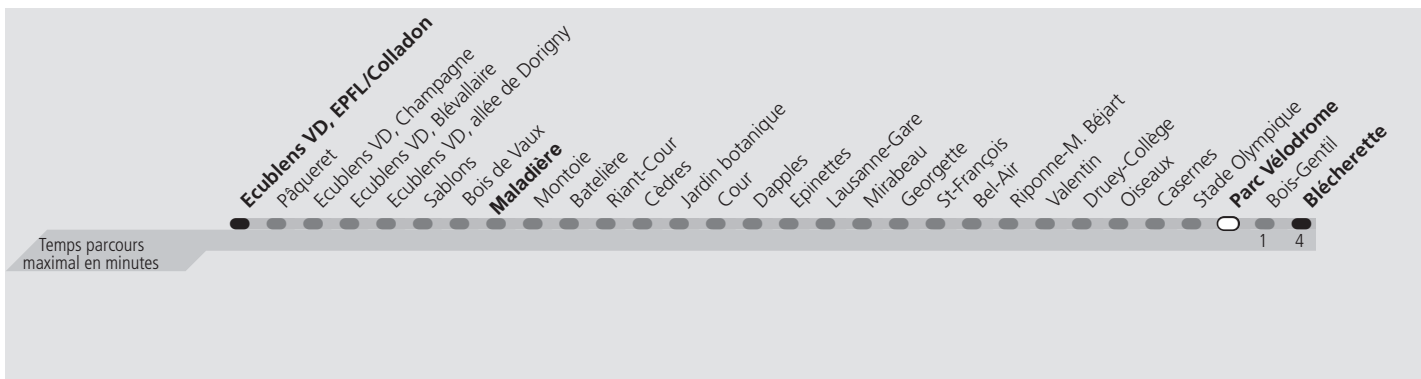 Ecublens VD, EPFL/Colladon
Pâqueret
Ecublens VD, Champagne
Ecublens VD, Blévallaire
Ecublens VD, allée de Dorigny
Sablons
Bois de Vaux
Maladière
Montoie
Batelière
Riant-Cour
Cèdres
Jardin botanique
Cour
Dapples
Epinettes
Lausanne-Gare
Mirabeau
Georgette
St-François
Bel-Air
Riponne-M. Béjart
Valentin
Druey-Collège
Oiseaux
Casernes
Stade Olympique
Parc Vélodrome
Bois-Gentil
Blécherette
Temps parcours
maximal en minutes
1 4